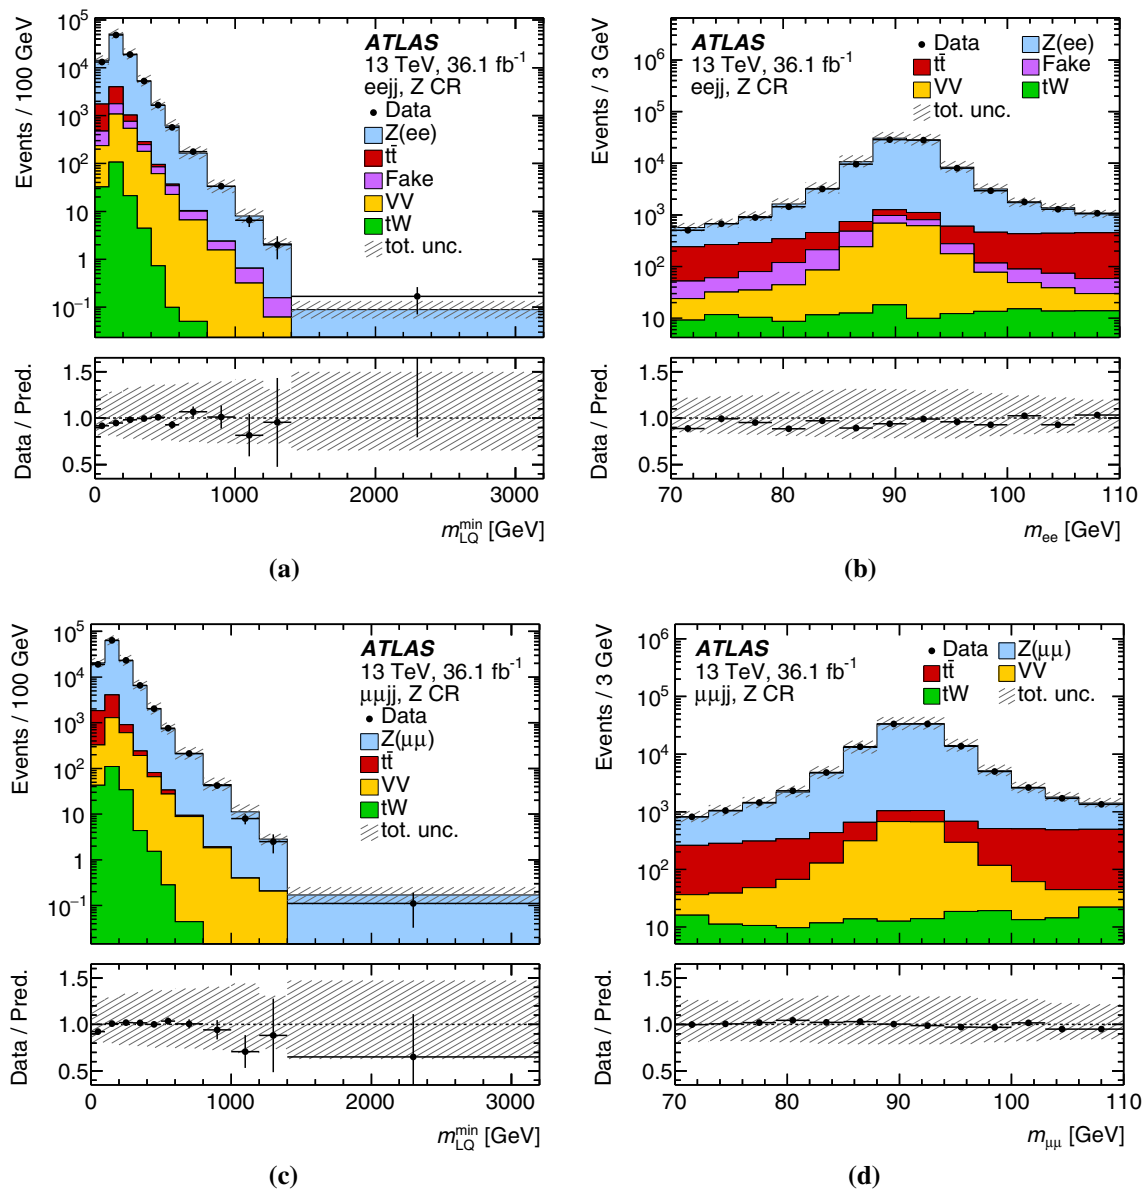 ATLAS
13 TeV, 36.1 fb⁻¹
eejj, Z CR
Data
Z(ee)
tt̄
Fake
VV
tW
tot. unc.
Events / 100 GeV
10⁵
10⁴
10³
10²
10
1
10⁻¹
Data / Pred.
1.5
1.0
0.5
0 1000 2000 3000
m_LQ^min [GeV]
(a)
ATLAS
13 TeV, 36.1 fb⁻¹
eejj, Z CR
Data Z(ee)
tt̄ Fake
VV tW
tot. unc.
Events / 3 GeV
10⁶
10⁵
10⁴
10³
10²
10
Data / Pred.
1.5
1.0
0.5
70 80 90 100 110
m_ee [GeV]
(b)
ATLAS
13 TeV, 36.1 fb⁻¹
μμjj, Z CR
Data
Z(μμ)
tt̄
VV
tW
tot. unc.
Events / 100 GeV
10⁵
10⁴
10³
10²
10
1
10⁻¹
Data / Pred.
1.5
1.0
0.5
0 1000 2000 3000
m_LQ^min [GeV]
(c)
ATLAS
13 TeV, 36.1 fb⁻¹
μμjj, Z CR
Data Z(μμ)
tt̄ VV
tW tot. unc.
Events / 3 GeV
10⁶
10⁵
10⁴
10³
10²
10
Data / Pred.
1.5
1.0
0.5
70 80 90 100 110
m_μμ [GeV]
(d)